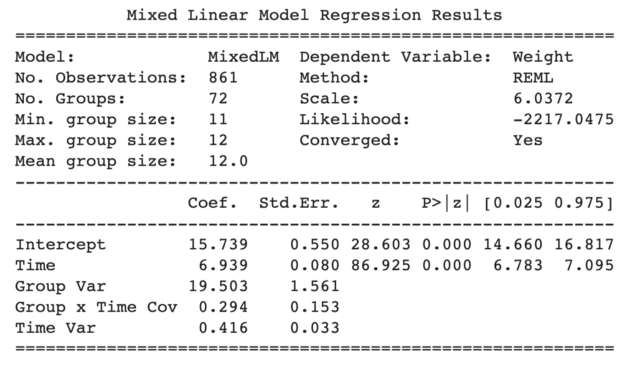 Mixed Linear Model Regression Results
================================================================
Model: MixedLM Dependent Variable: Weight
No. Observations: 861 Method: REML
No. Groups: 72 Scale: 6.0372
Min. group size: 11 Likelihood: -2217.0475
Max. group size: 12 Converged: Yes
Mean group size: 12.0
----------------------------------------------------------------
Coef. Std.Err. z P>|z| [0.025 0.975]
----------------------------------------------------------------
Intercept 15.739 0.550 28.603 0.000 14.660 16.817
Time 6.939 0.080 86.925 0.000 6.783 7.095
Group Var 19.503 1.561
Group x Time Cov 0.294 0.153
Time Var 0.416 0.033
================================================================